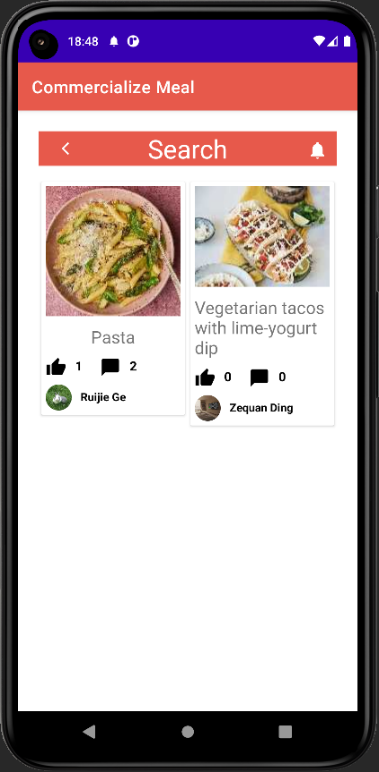 18:48
Commercialize Meal
Search
Pasta
1 2
Ruijie Ge
Vegetarian tacos
with lime-yogurt
dip
0 0
Zequan Ding